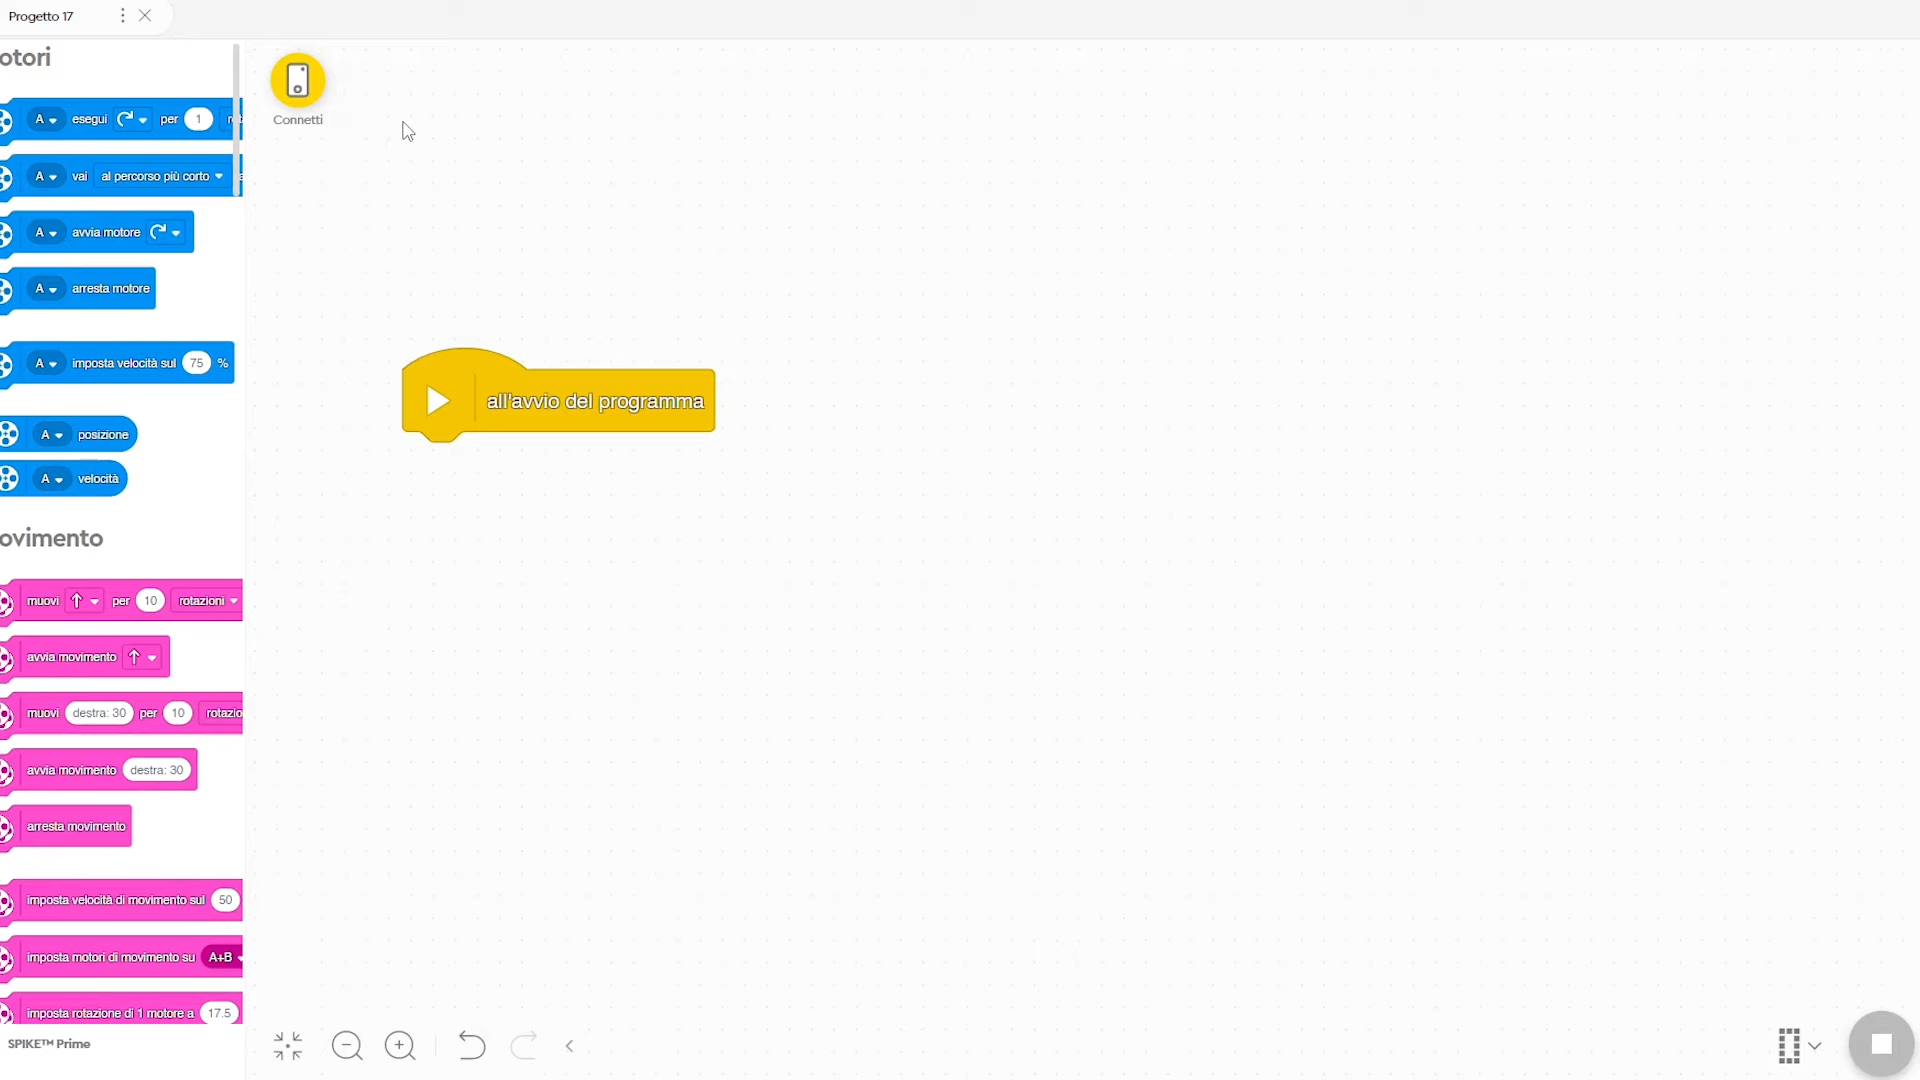 Progetto 17
otori
Connetti
A esegui per 1
A vai al percorso più corto
A avvia motore
A arresta motore
A imposta velocità sul 75 %
all'avvio del programma
A posizione
A velocità
ovimento
muovi per 10 rotazioni
avvia movimento
muovi destra: 30 per 10 rotazio
avvia movimento destra: 30
arresta movimento
imposta velocità di movimento sul 50
imposta motori di movimento su A+B
imposta rotazione di 1 motore a 17.5
SPIKE™ Prime